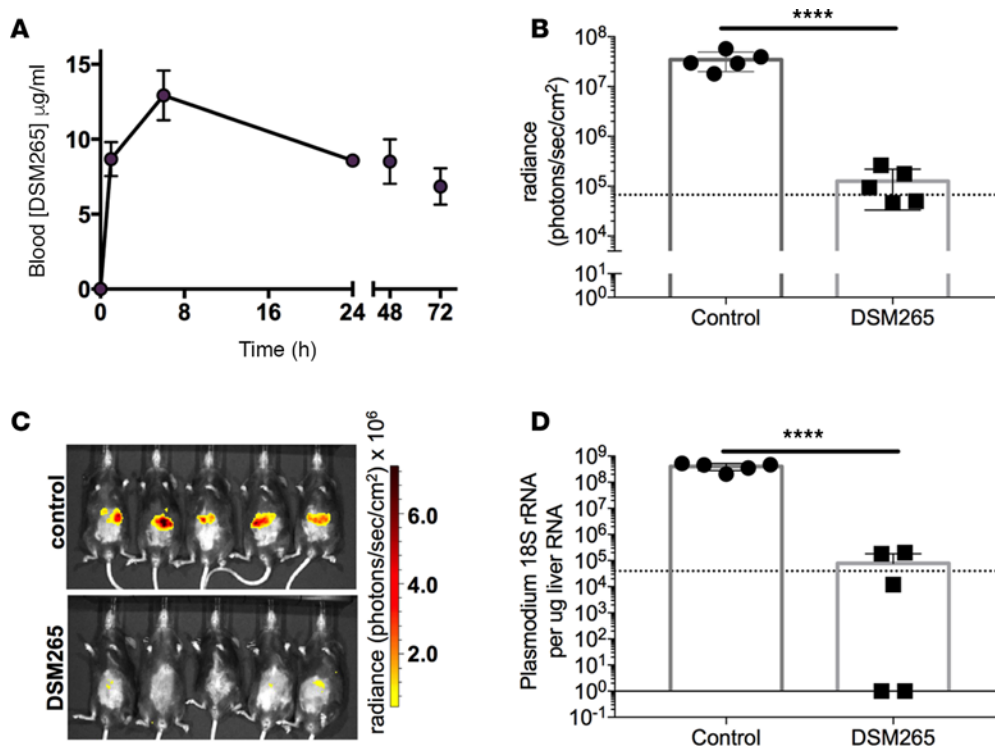 A
Blood [DSM265] µg/ml
15
10
5
0
0 8 16 24 48 72
Time (h)
B
****
radiance
(photons/sec/cm²)
10⁸
10⁷
10⁶
10⁵
10⁴
10¹
10⁰
Control DSM265
C
control
DSM265
radiance (photons/sec/cm²) x 10⁶
6.0
4.0
2.0
D
****
Plasmodium 18S rRNA
per ug liver RNA
10⁹
10⁸
10⁷
10⁶
10⁵
10⁴
10³
10²
10¹
10⁰
10⁻¹
Control DSM265